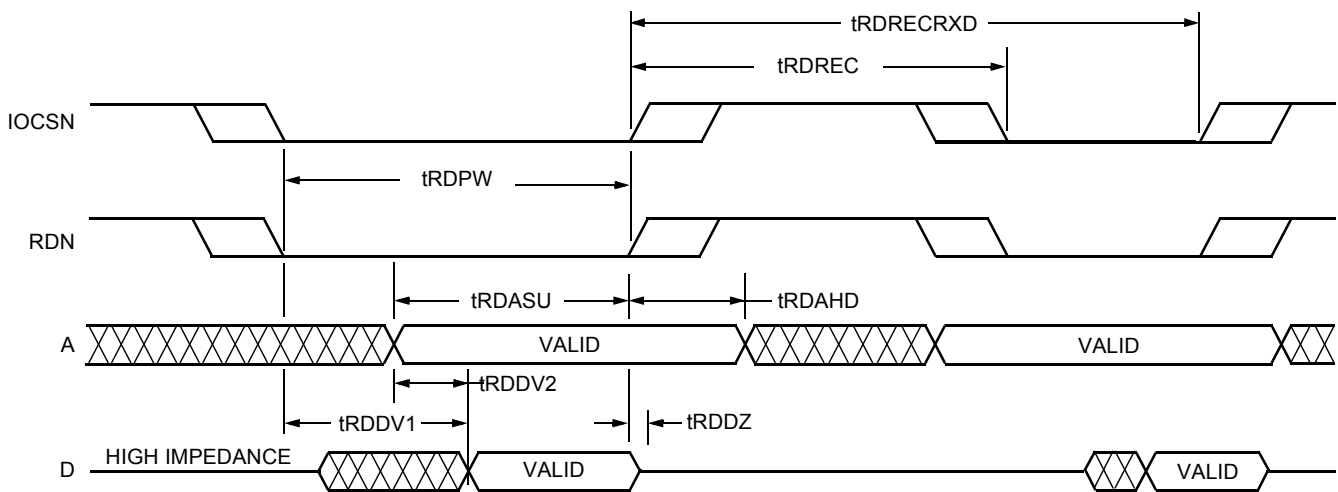 tRDRECRXD
tRDREC
IOCSN
tRDPW
RDN
tRDASU
tRDAHD
A
VALID
VALID
tRDDV2
tRDDV1
tRDDZ
D
HIGH IMPEDANCE
VALID
VALID